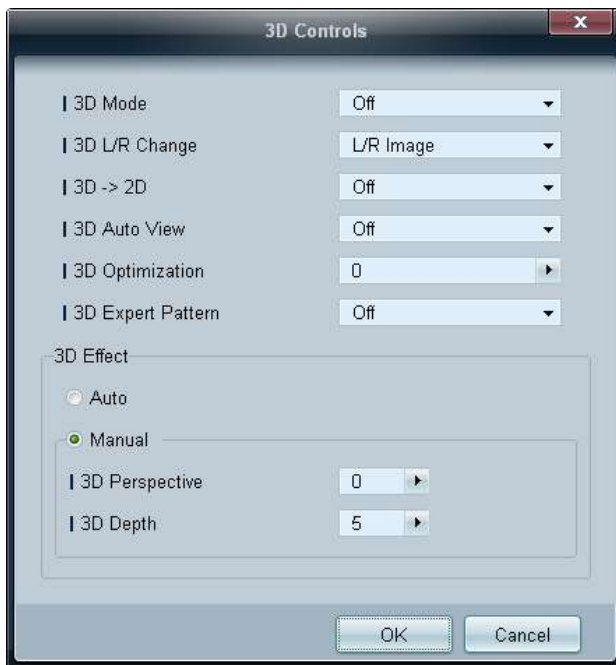 3D Controls
3D Mode Off
3D L/R Change L/R Image
3D -> 2D Off
3D Auto View Off
3D Optimization 0
3D Expert Pattern Off
3D Effect
Auto
Manual
3D Perspective 0
3D Depth 5
OK Cancel